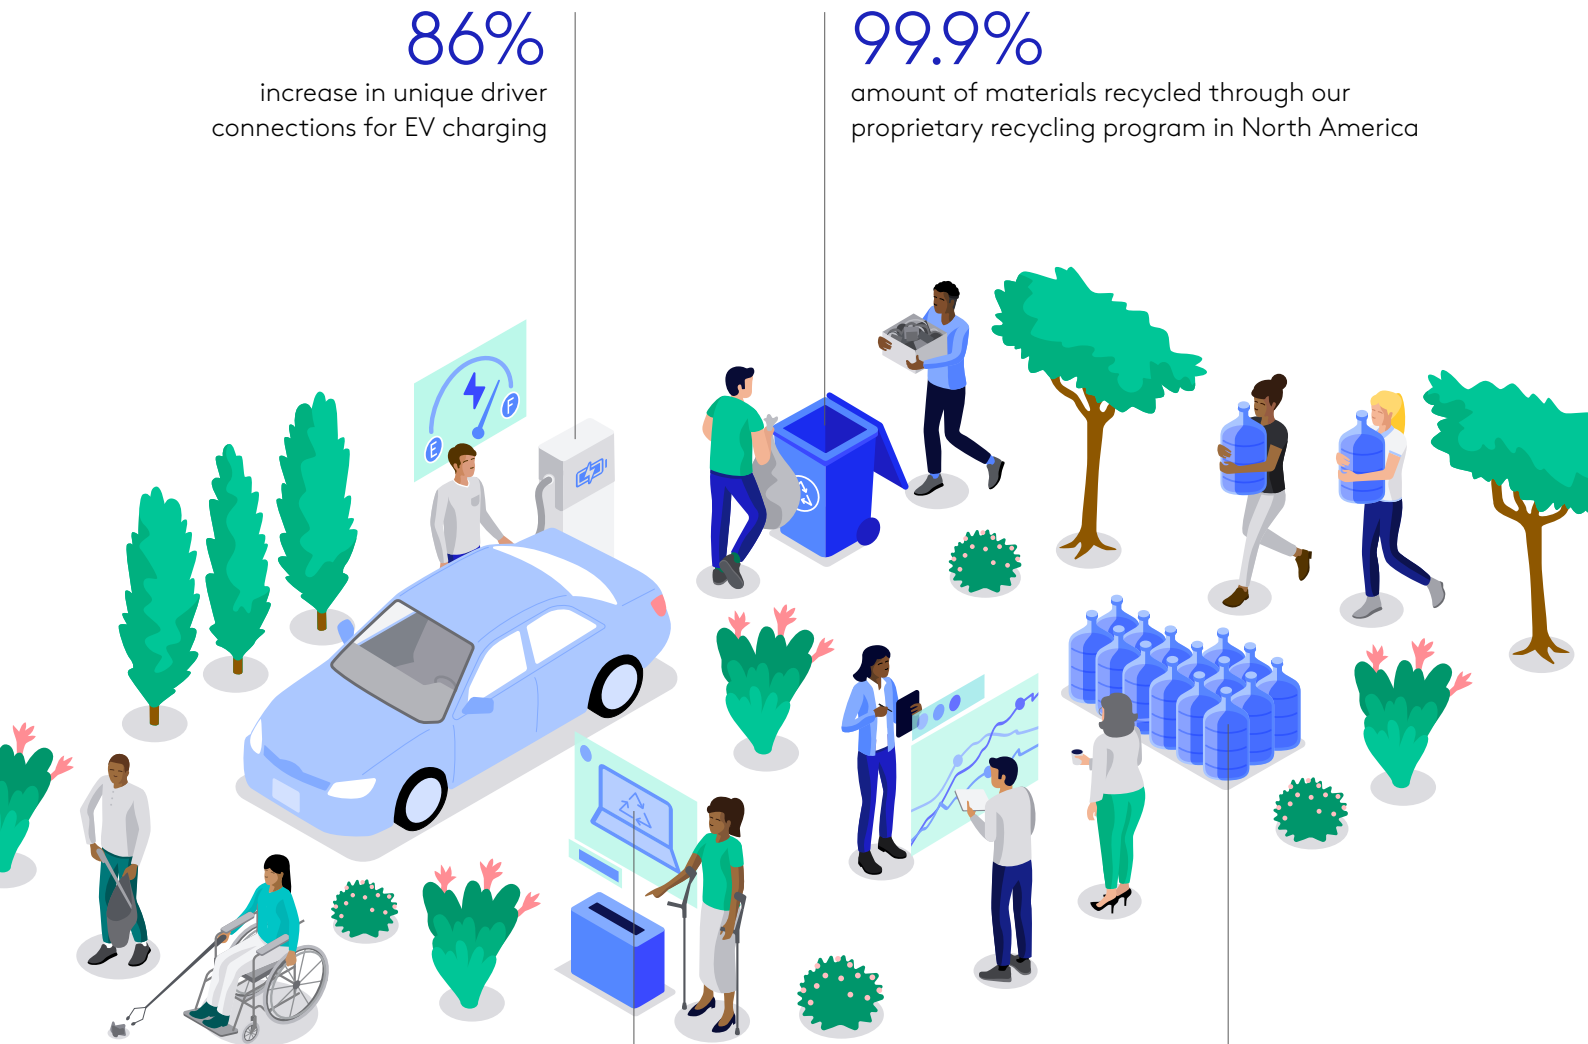 86%
increase in unique driver
connections for EV charging
99.9%
amount of materials recycled through our
proprietary recycling program in North America
E
F